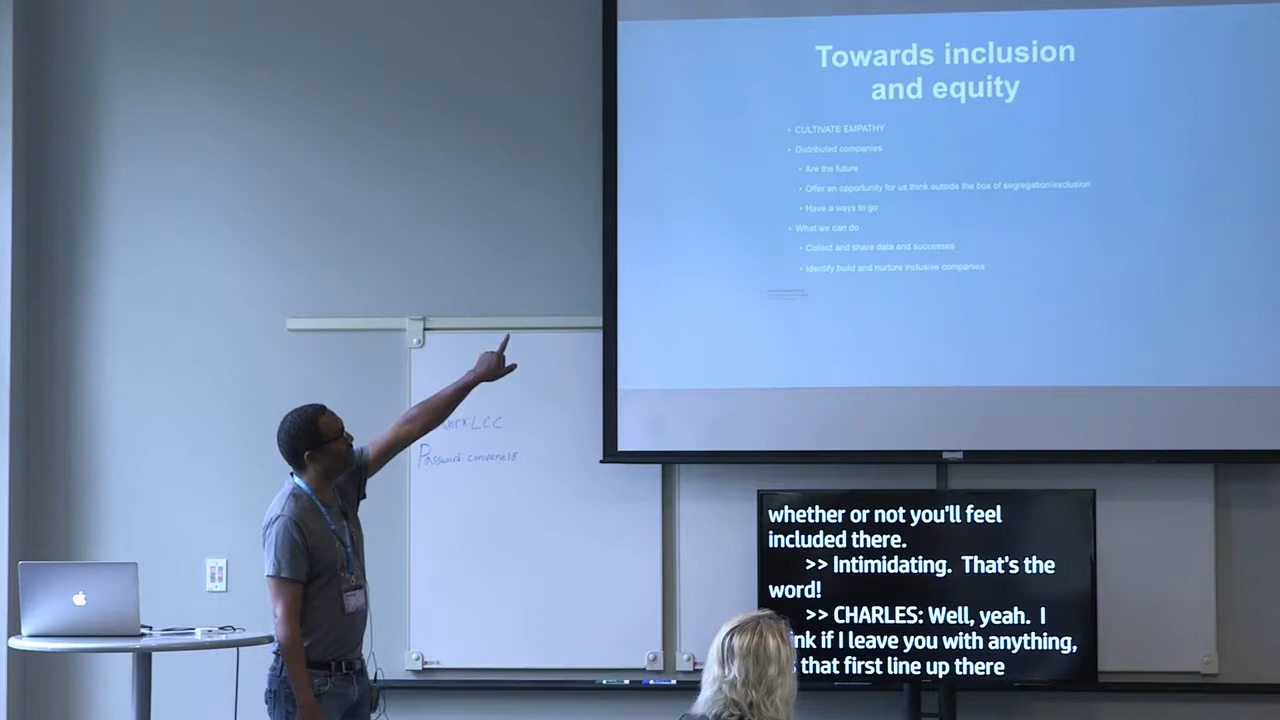 Towards inclusion
and equity
• CULTIVATE EMPATHY
• Distributed companies
• Are the future
• Offer an opportunity for us think outside the box of segregation/exclusion
• Have a ways to go
• What we can do
• Collect and share data and successes
• Identify build and nurture inclusive companies
work: LCC
Password: convene18.
whether or not you'll feel
included there.
>> Intimidating. That's the
word!
>> CHARLES: Well, yeah. I
nk if I leave you with anything,
that first line up there